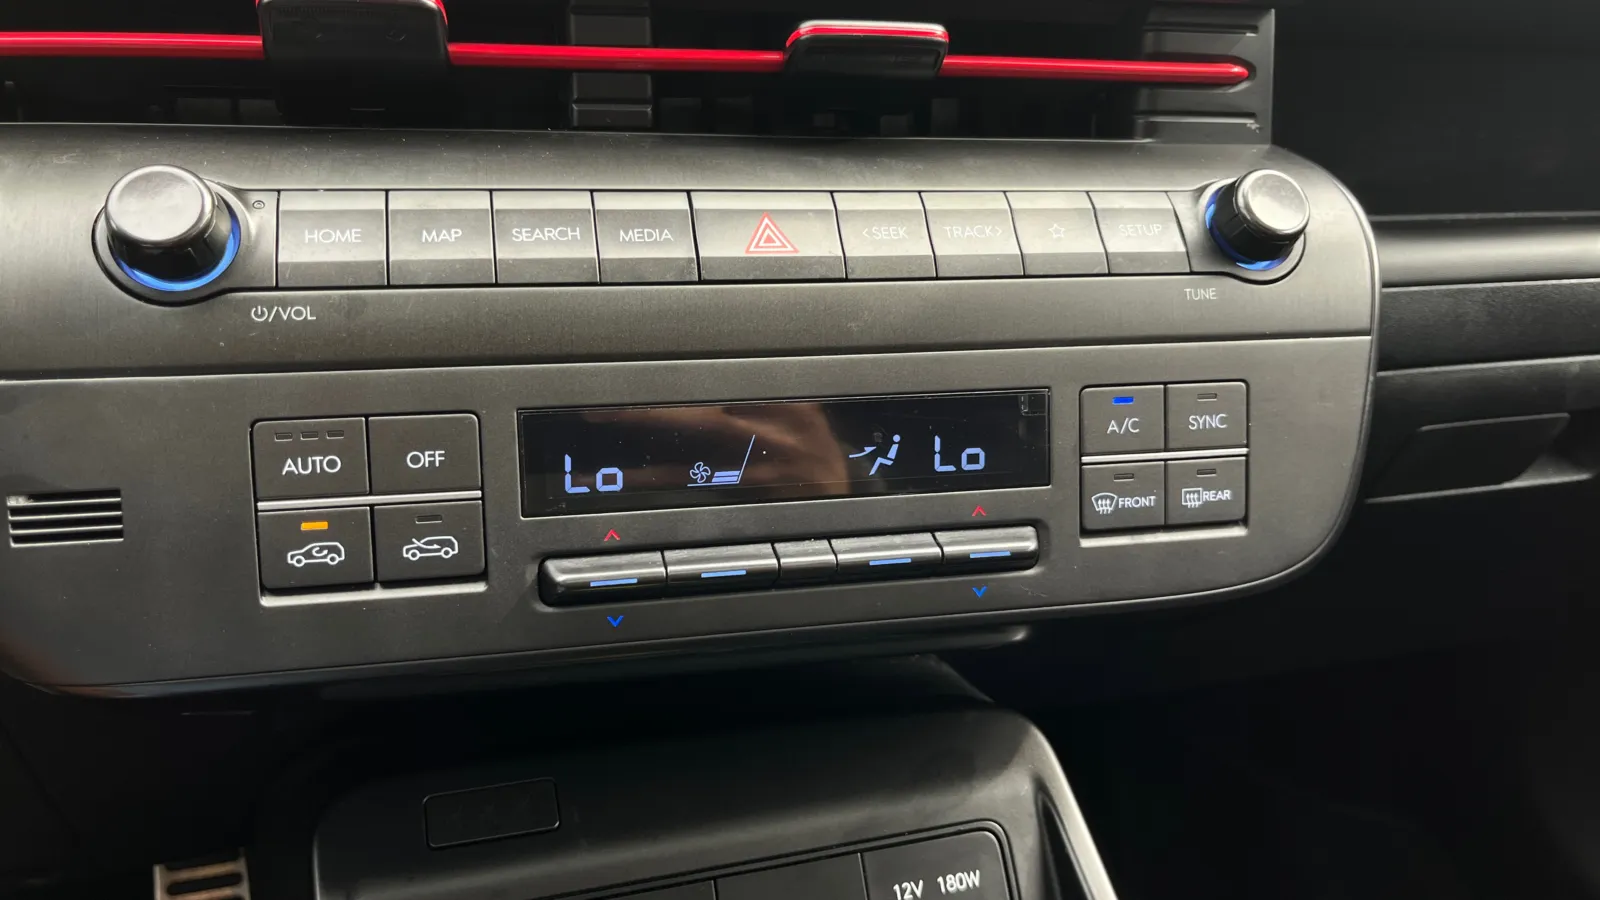 HOME MAP SEARCH MEDIA <SEEK TRACK> SETUP
/VOL
TUNE
AUTO OFF
Lo Lo
A/C SYNC
FRONT REAR
12V 180W